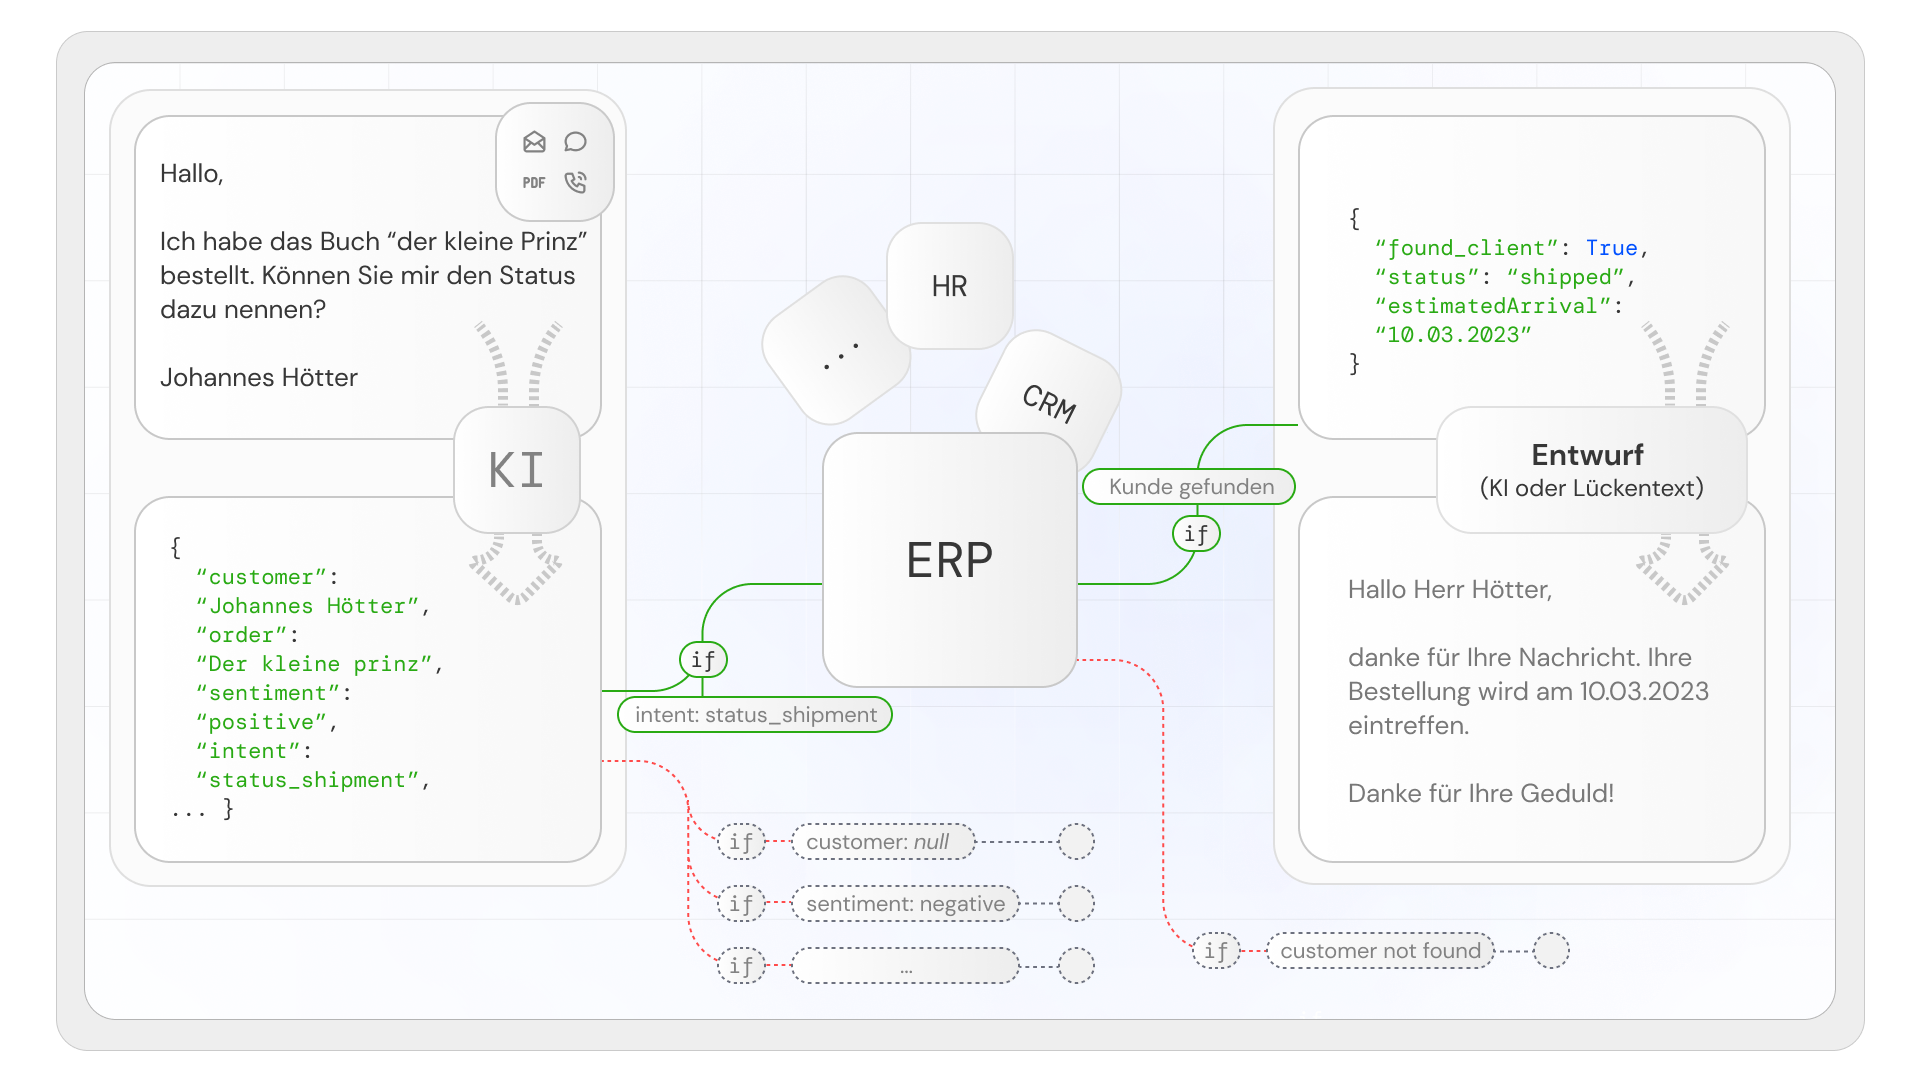 Hallo,
PDF
Ich habe das Buch “der kleine Prinz”
bestellt. Können Sie mir den Status
dazu nennen?
Johannes Hötter
KI
{
“customer”:
“Johannes Hötter”,
“order”:
“Der kleine prinz”,
“sentiment”:
“positive”,
“intent”:
“status_shipment”,
... }
if
intent: status_shipment
if
customer: null
if
sentiment: negative
if
...
...
HR
CRM
ERP
Kunde gefunden
if
if
customer not found
{
“found_client”: True,
“status”: “shipped”,
“estimatedArrival”:
“10.03.2023”
}
Entwurf
(KI oder Lückentext)
Hallo Herr Hötter,
danke für Ihre Nachricht. Ihre
Bestellung wird am 10.03.2023
eintreffen.
Danke für Ihre Geduld!